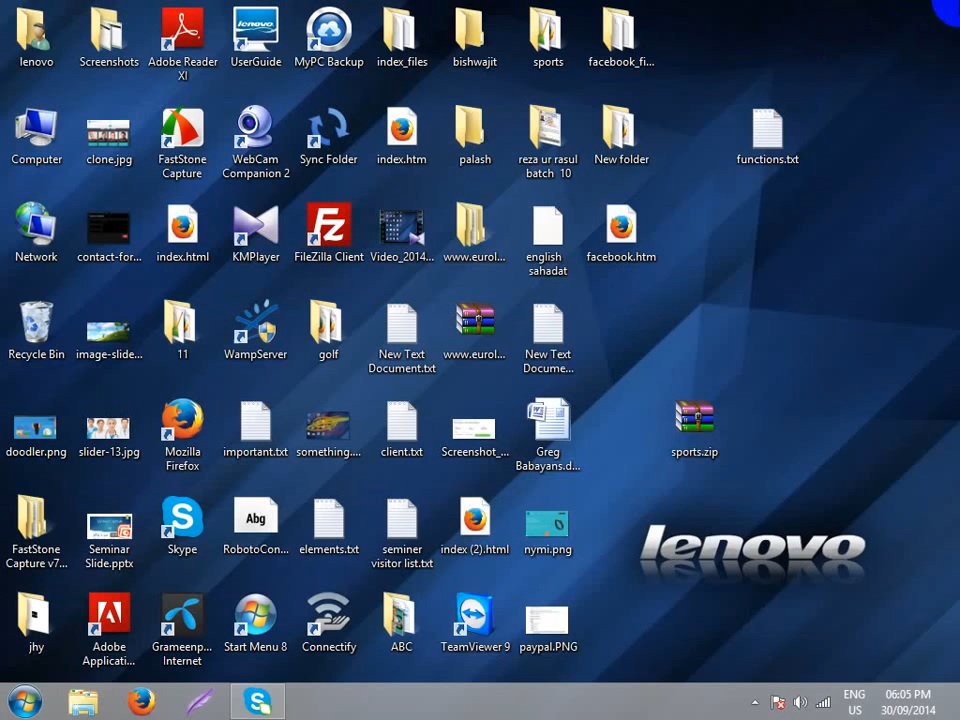 lenovo
Screenshots
Adobe Reader
XI
UserGuide
MyPC Backup
index_files
bishwajit
sports
facebook_fi...
Computer
clone.jpg
FastStone
Capture
WebCam
Companion 2
Sync Folder
index.htm
palash
reza ur rasul
batch 10
New folder
functions.txt
Network
contact-for...
index.html
KMPlayer
FileZilla Client
Video_2014...
www.eurol...
english
sahadat
facebook.htm
Recycle Bin
image-slide...
11
WampServer
golf
New Text
Document.txt
www.eurol...
New Text
Docume...
doodler.png
slider-13.jpg
Mozilla
Firefox
important.txt
something....
client.txt
Screenshot_...
Greg
Babayans.d...
sports.zip
FastStone
Capture v7...
Seminar
Slide.pptx
Skype
Abg
RobotoCon...
elements.txt
seminer
visitor list.txt
index (2).html
nymi.png
lenovo
jhy
Adobe
Applicati...
Grameenp...
Internet
Start Menu 8
Connectify
ABC
TeamViewer 9
paypal.PNG
ENG
US
06:05 PM
30/09/2014